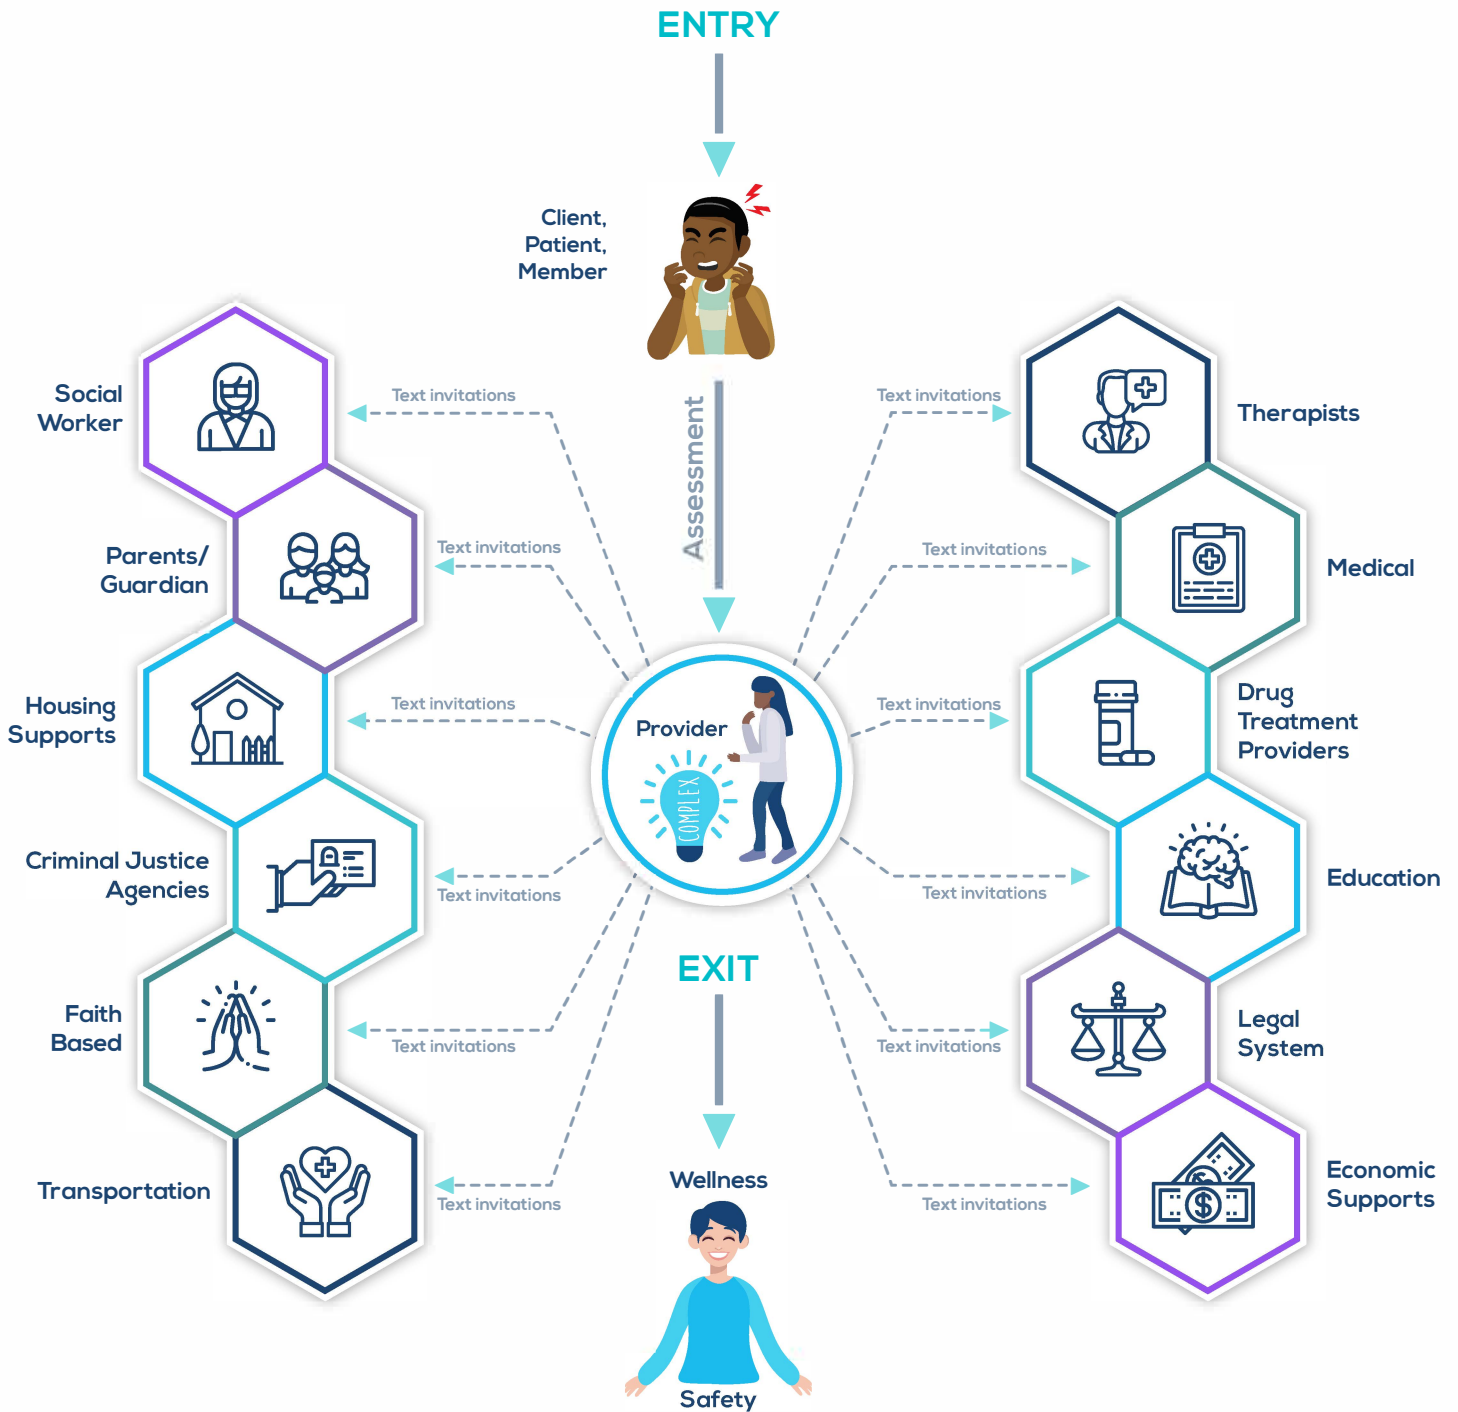 ENTRY
Client,
Patient,
Member
Assessment
Social
Worker
Text invitations
Parents/
Guardian
Text invitations
Housing
Supports
Text invitations
Criminal Justice
Agencies
Text invitations
Faith
Based
Text invitations
Transportation
Text invitations
Provider
COMPLEX
Text invitations
Therapists
Text invitations
Medical
Text invitations
Drug
Treatment
Providers
Text invitations
Education
Text invitations
Legal
System
Text invitations
Economic
Supports
EXIT
Wellness
Safety